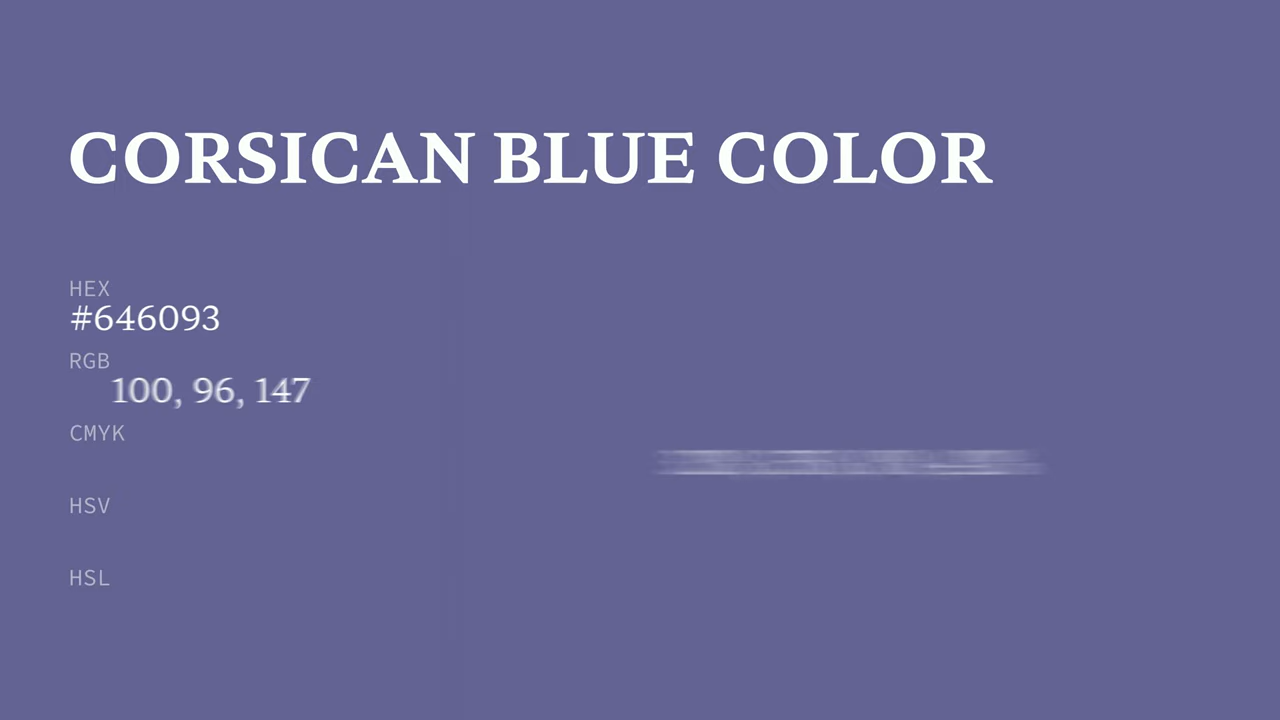 CORSICAN BLUE COLOR
HEX
#646093
RGB
100, 96, 147
CMYK
HSV
HSL